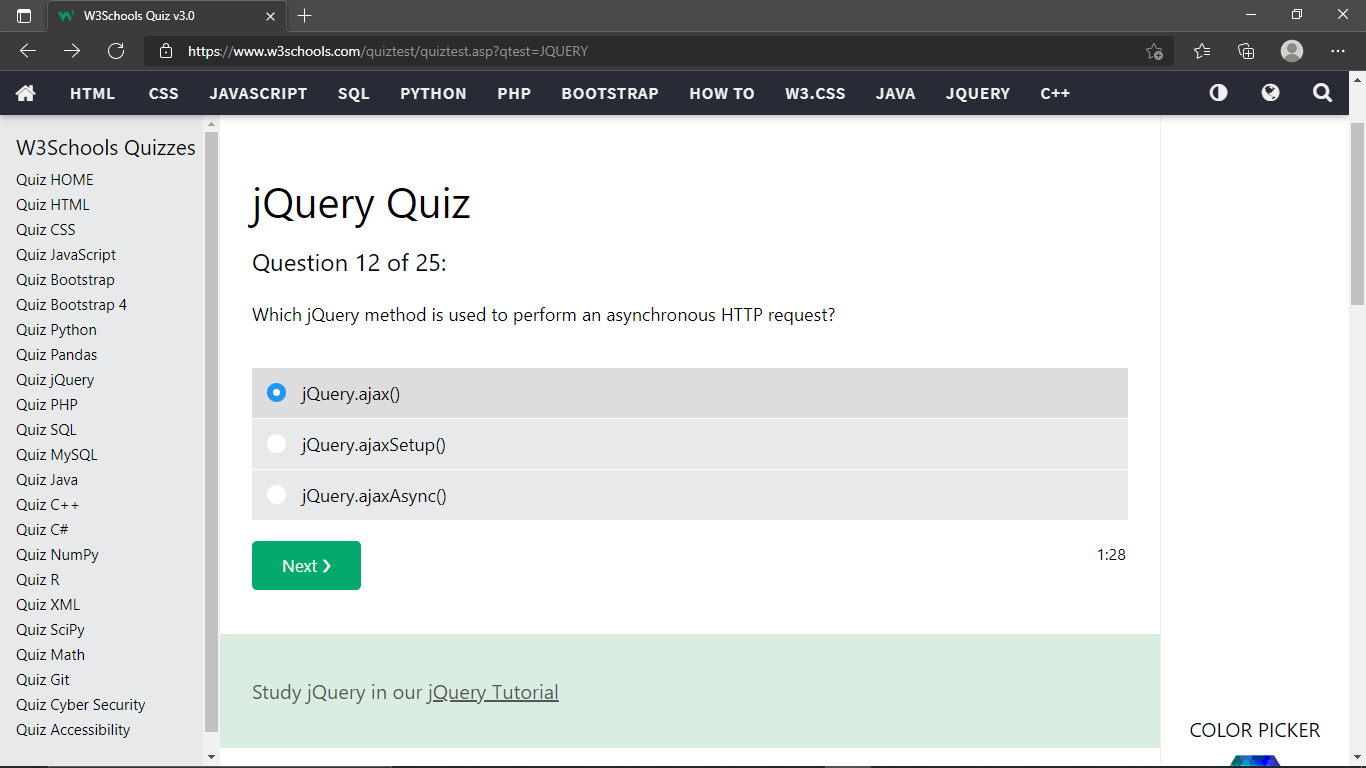 W3Schools Quiz v3.0
https://www.w3schools.com/quiztest/quiztest.asp?qtest=JQUERY
HTML CSS JAVASCRIPT SQL PYTHON PHP BOOTSTRAP HOW TO W3.CSS JAVA JQUERY C++
W3Schools Quizzes
Quiz HOME
Quiz HTML
Quiz CSS
Quiz JavaScript
Quiz Bootstrap
Quiz Bootstrap 4
Quiz Python
Quiz Pandas
Quiz jQuery
Quiz PHP
Quiz SQL
Quiz MySQL
Quiz Java
Quiz C++
Quiz C#
Quiz NumPy
Quiz R
Quiz XML
Quiz SciPy
Quiz Math
Quiz Git
Quiz Cyber Security
Quiz Accessibility
jQuery Quiz
Question 12 of 25:
Which jQuery method is used to perform an asynchronous HTTP request?
jQuery.ajax()
jQuery.ajaxSetup()
jQuery.ajaxAsync()
Next ❯
1:28
Study jQuery in our jQuery Tutorial
COLOR PICKER